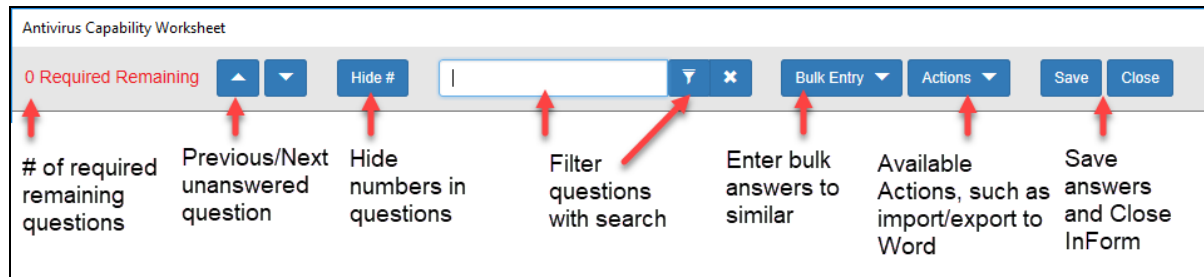 Antivirus Capability Worksheet
0 Required Remaining
Hide #
Bulk Entry
Actions
Save
Close
# of required
remaining
questions
Previous/Next
unanswered
question
Hide
numbers in
questions
Filter
questions
with search
Enter bulk
answers to
similar
Available
Actions, such as
import/export to
Word
Save
answers
and Close
InForm